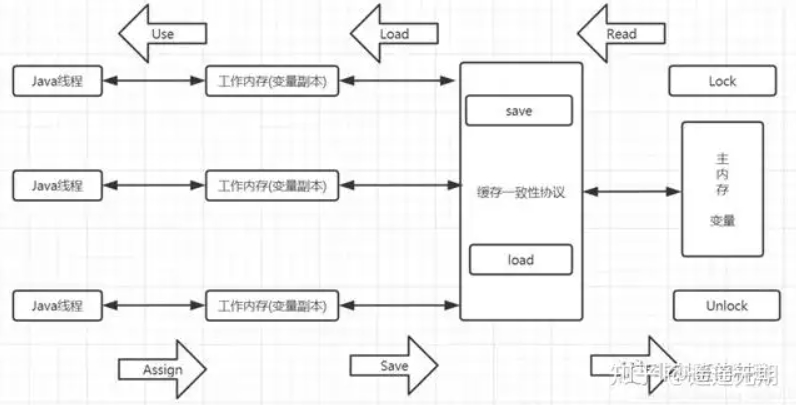 Use
Load
Read
Java线程
工作内存(变量副本)
Lock
save
主
内
存
变量
Java线程
工作内存(变量副本)
缓存一致性协议
load
Java线程
工作内存(变量副本)
Unlock
Assign
Save
知乎